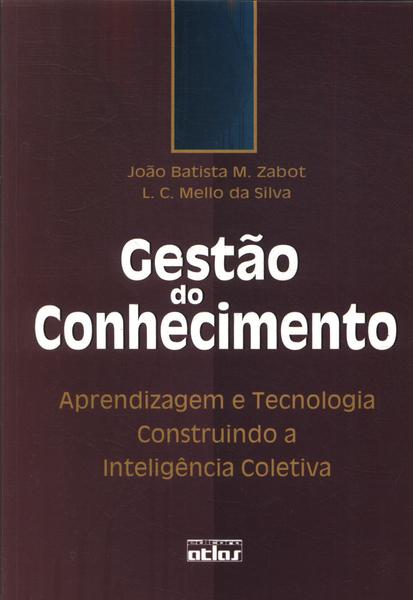 João Batista M. Zabot
L. C. Mello da Silva
Gestão
do
Conhecimento
Aprendizagem e Tecnologia
Construindo a
Inteligência Coletiva
editora
atlas